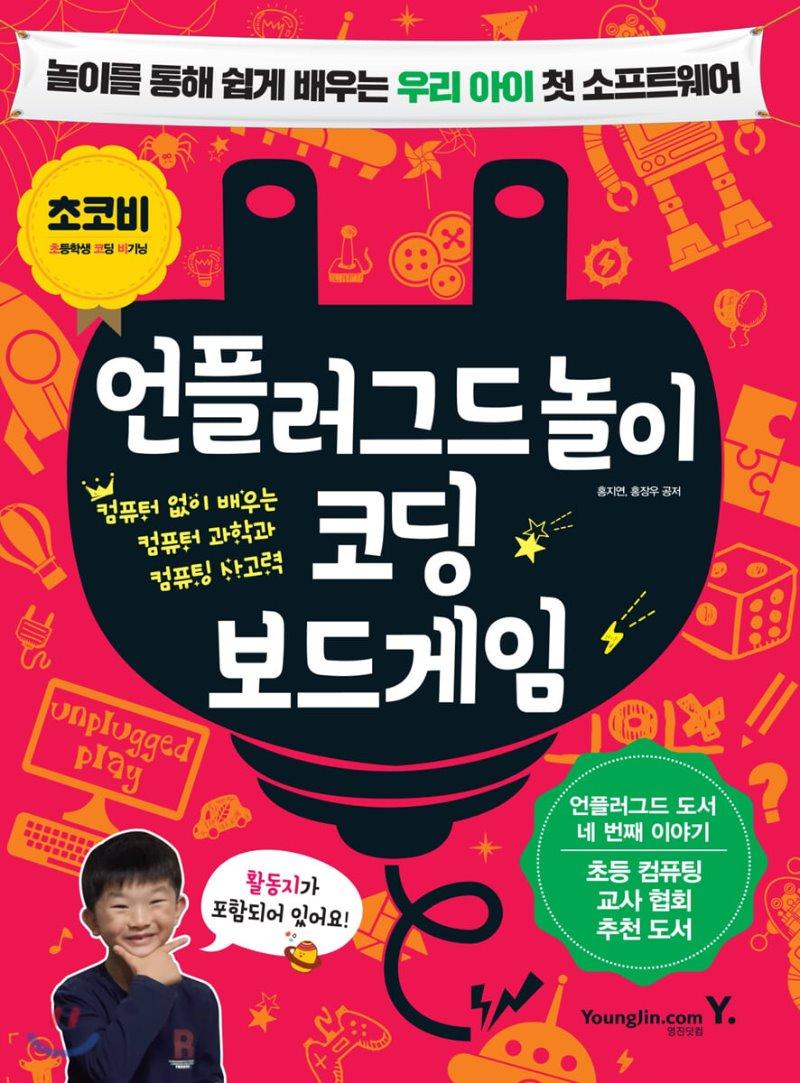 놀이를 통해 쉽게 배우는 우리 아이 첫 소프트웨어
초코비
초등학생 코딩 비기닝
언플러그드 놀이
홍지연, 홍장우 공저
컴퓨터 없이 배우는
컴퓨터 과학과
컴퓨팅 사고력
코딩
보드게임
unplugged
play
언플러그드 도서
네 번째 이야기
초등 컴퓨팅
교사 협회
추천 도서
활동지가
포함되어 있어요!
B
YoungJin.com Y.
영진닷컴